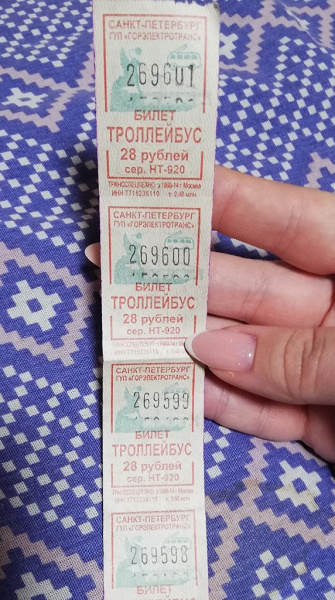 САНКТ-ПЕТЕРБУРГ
ГУП «ГОРЭЛЕКТРОТРАНС»
269601
БИЛЕТ
ТРОЛЛЕЙБУС
28 рублей
сер. НТ-920
САНКТ-ПЕТЕРБУРГ
ГУП «ГОРЭЛЕКТРОТРАНС»
269600
БИЛЕТ
ТРОЛЛЕЙБУС
28 рублей
сер. НТ-920
САНКТ-ПЕТЕРБУРГ
ГУП «ГОРЭЛЕКТРОТРАНС»
269599
БИЛЕТ
ТРОЛЛЕЙБУС
28 рублей
сер. НТ-920
САНКТ-ПЕТЕРБУРГ
ГУП «ГОРЭЛЕКТРОТРАНС»
269598
БИЛЕТ